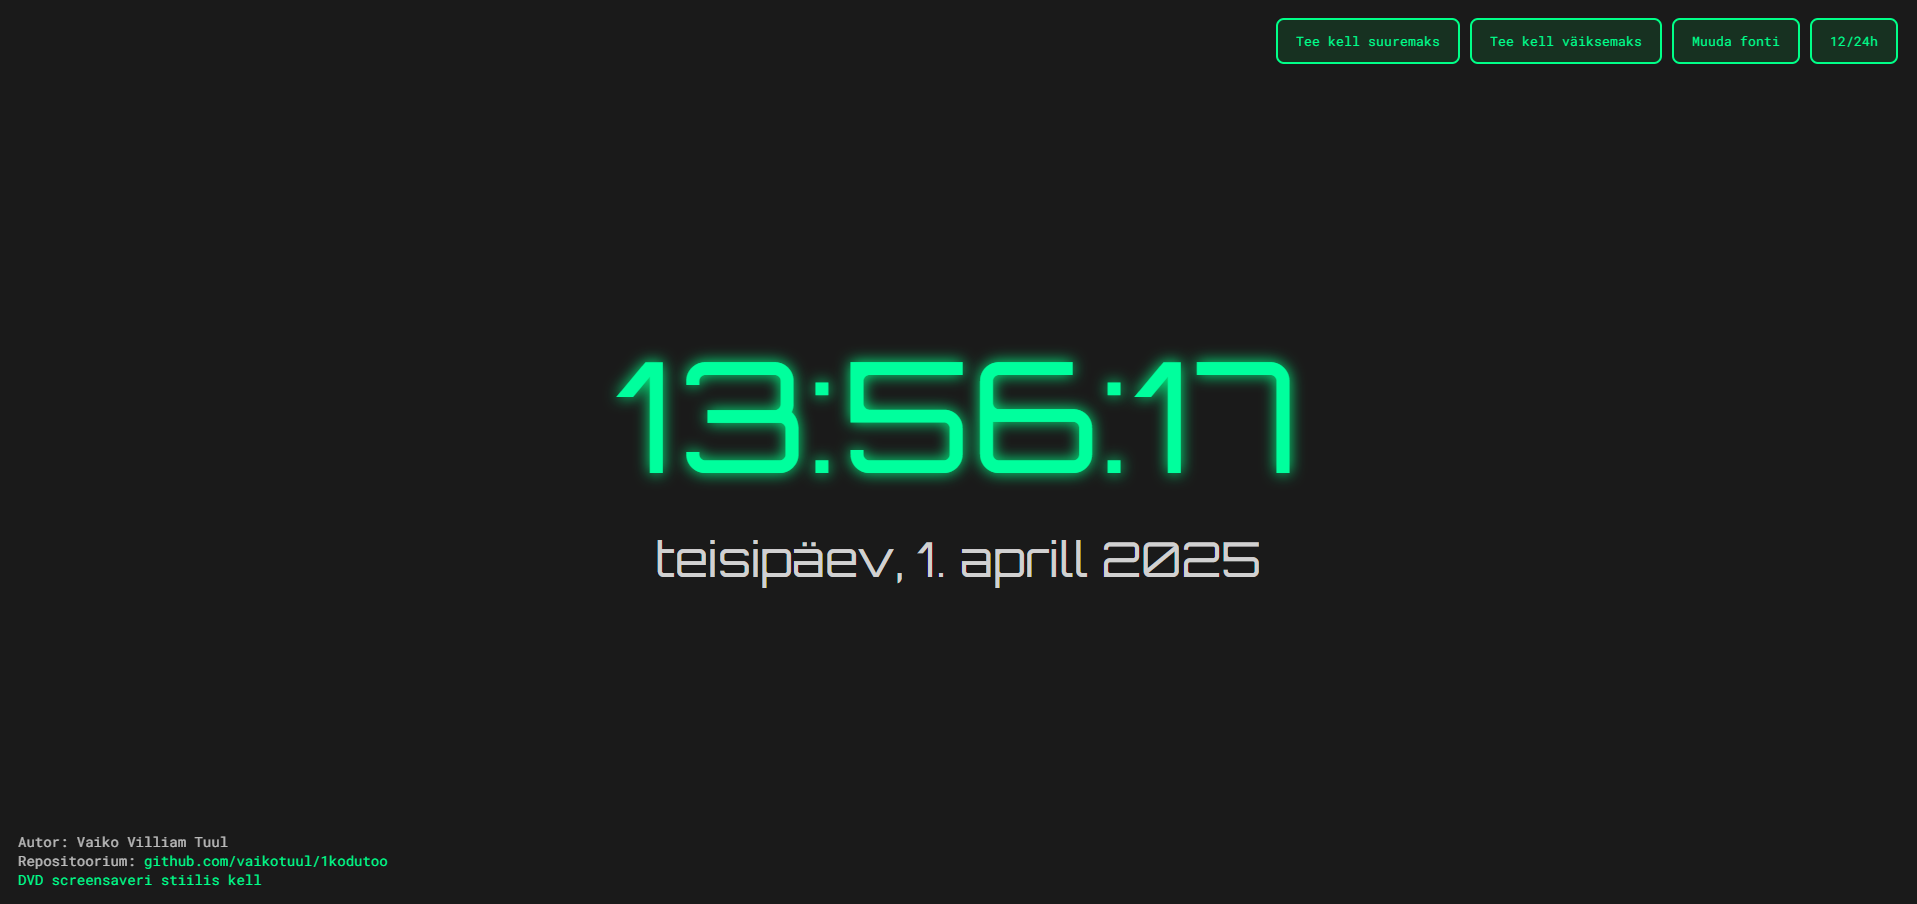 Tee kell suuremaks
Tee kell väiksemaks
Muuda fonti
12/24h
13:56:17
teisipäev, 1. aprill 2025
Autor: Vaiko Villiam Tuul
Repositoorium: github.com/vaikotuul/1kodutoo
DVD screensaveri stiilis kell